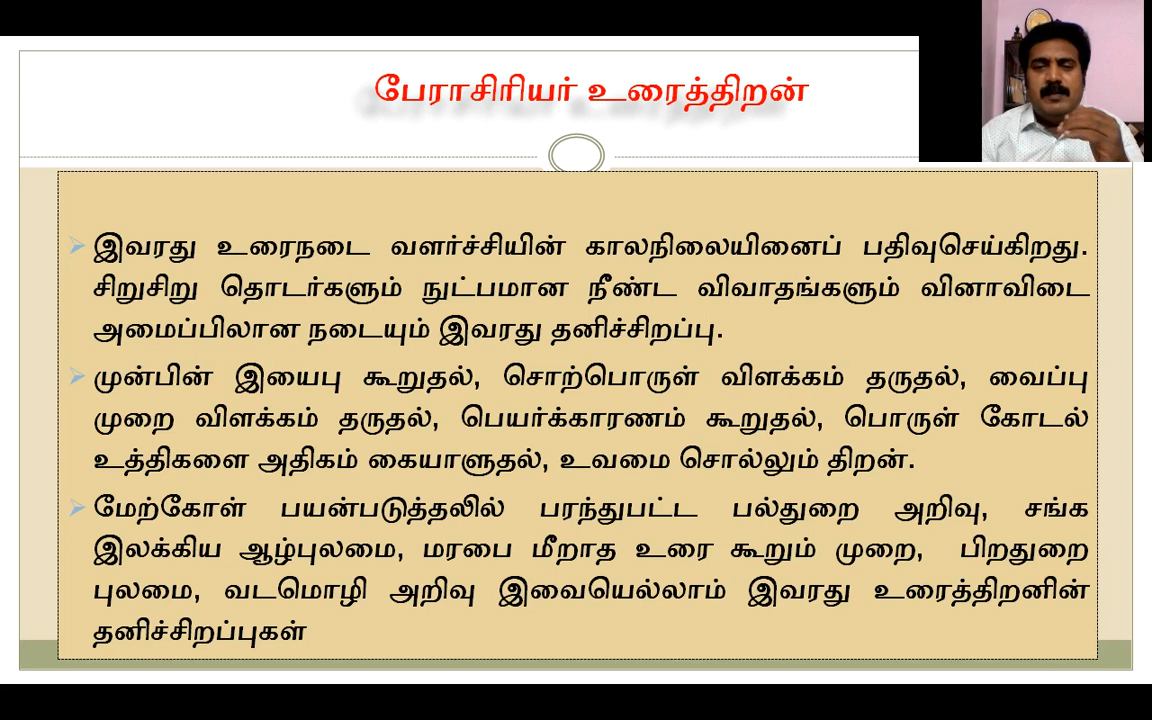 பேராசிரியர் உரைத்திறன்
இவரது உரைநடை வளர்ச்சியின் காலநிலையினைப் பதிவுசெய்கிறது.
சிறுசிறு தொடர்களும் நுட்பமான நீண்ட விவாதங்களும் வினாவிடை
அமைப்பிலான நடையும் இவரது தனிச்சிறப்பு.
முன்பின் இயைபு கூறுதல், சொற்பொருள் விளக்கம் தருதல், வைப்பு
முறை விளக்கம் தருதல், பெயர்க்காரணம் கூறுதல், பொருள் கோடல்
உத்திகளை அதிகம் கையாளுதல், உவமை சொல்லும் திறன்.
மேற்கோள் பயன்படுத்தலில் பரந்துபட்ட பல்துறை அறிவு, சங்க
இலக்கிய ஆழ்புலமை, மரபை மீறாத உரை கூறும் முறை, பிறதுறை
புலமை, வடமொழி அறிவு இவையெல்லாம் இவரது உரைத்திறனின்
தனிச்சிறப்புகள்